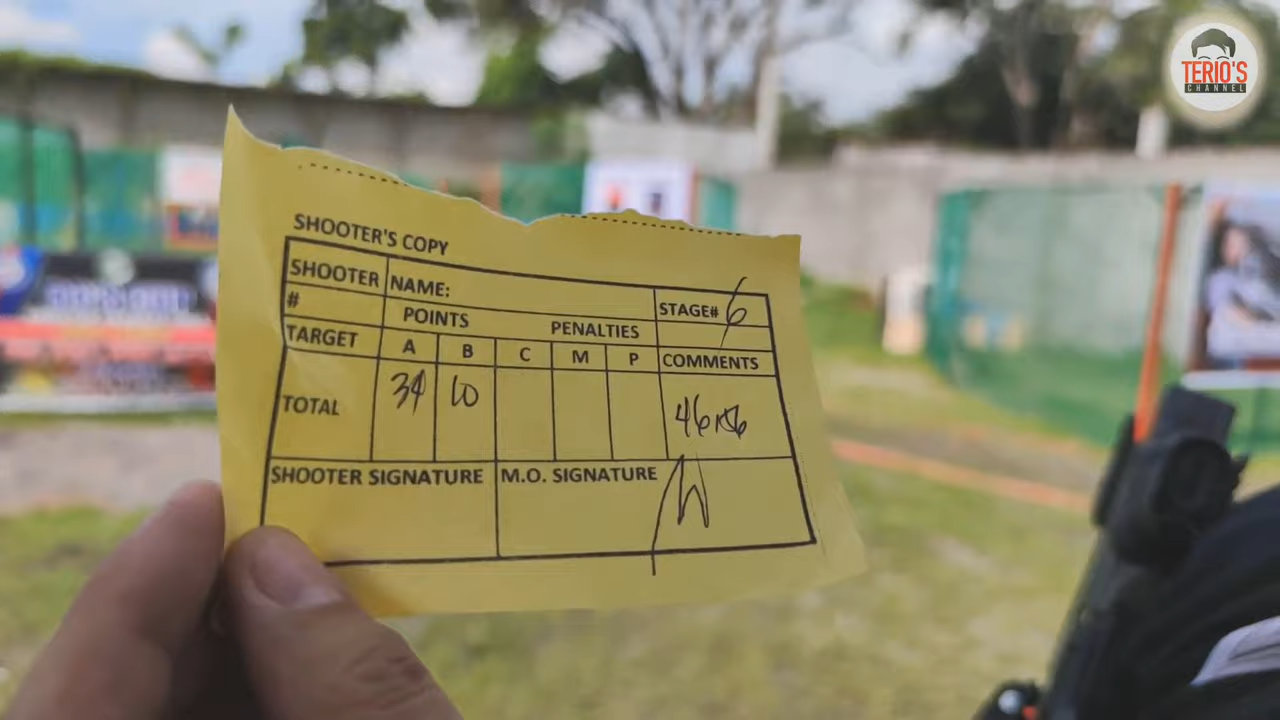 TERIO'S
CHANNEL
SHOOTER'S COPY
SHOOTER NAME: STAGE# 6
#
POINTS PENALTIES
TARGET A B C M P COMMENTS
TOTAL 34 10
SHOOTER SIGNATURE M.O. SIGNATURE